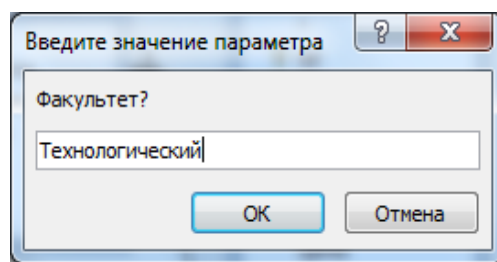 Введите значение параметра
Факультет?
Технологический
ОК
Отмена